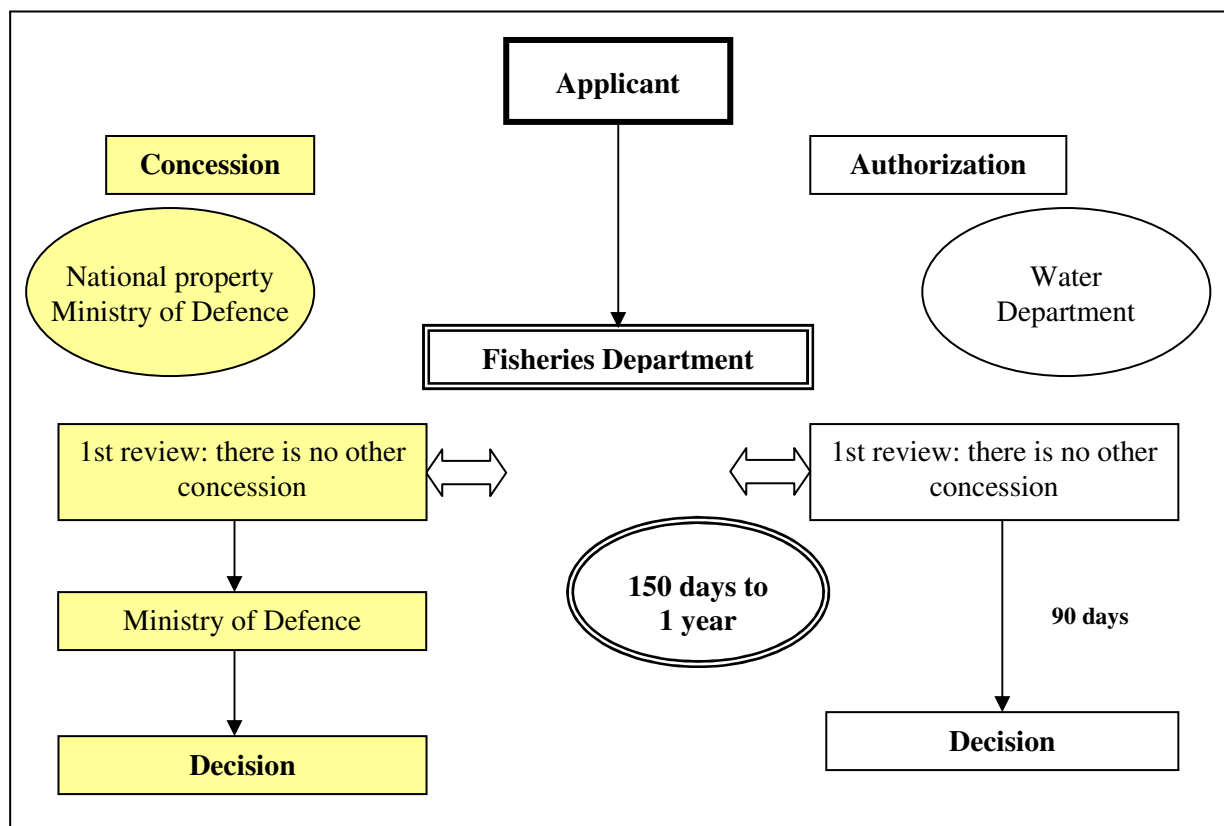 Applicant
Concession
Authorization
National property
Ministry of Defence
Water
Department
Fisheries Department
1st review: there is no other
concession
1st review: there is no other
concession
150 days to
1 year
Ministry of Defence
90 days
Decision
Decision